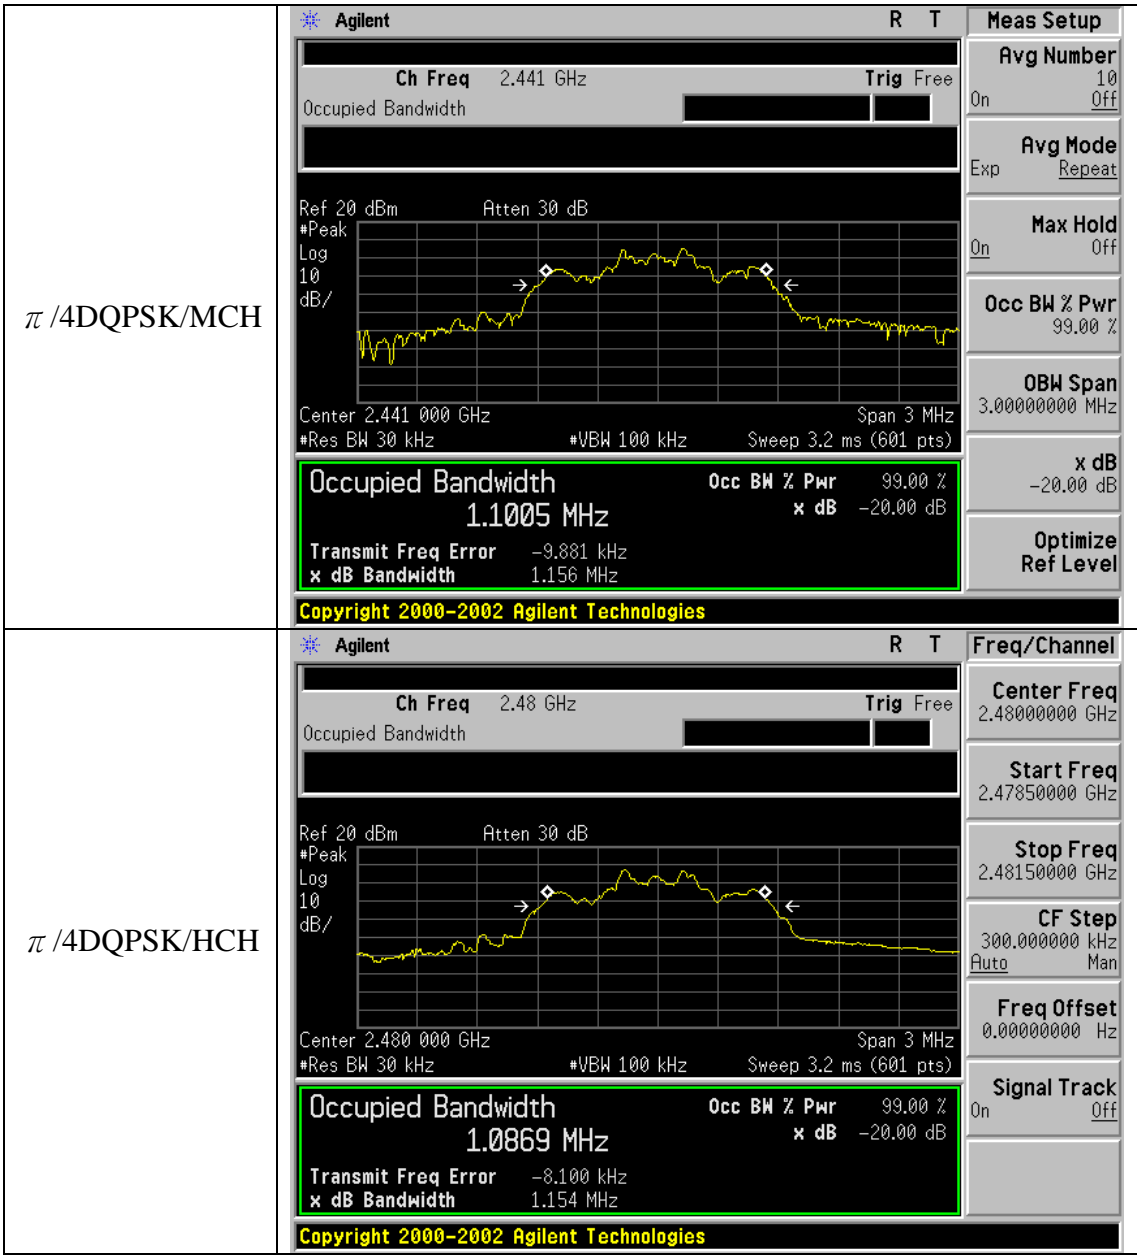 π/4DQPSK/MCH
Agilent R T
Meas Setup
Ch Freq 2.441 GHz Trig Free
Occupied Bandwidth
Ref 20 dBm Atten 30 dB
#Peak
Log
10
dB/
Center 2.441 000 GHz Span 3 MHz
#Res BW 30 kHz #VBW 100 kHz Sweep 3.2 ms (601 pts)
Occupied Bandwidth
1.1005 MHz
Occ BW % Pwr 99.00 %
x dB -20.00 dB
Transmit Freq Error -9.881 kHz
x dB Bandwidth 1.156 MHz
Copyright 2000-2002 Agilent Technologies
Avg Number
10
On Off
Avg Mode
Exp Repeat
Max Hold
On Off
Occ BW % Pwr
99.00 %
OBW Span
3.00000000 MHz
x dB
-20.00 dB
Optimize
Ref Level
π/4DQPSK/HCH
Agilent R T
Freq/Channel
Ch Freq 2.48 GHz Trig Free
Occupied Bandwidth
Ref 20 dBm Atten 30 dB
#Peak
Log
10
dB/
Center 2.480 000 GHz Span 3 MHz
#Res BW 30 kHz #VBW 100 kHz Sweep 3.2 ms (601 pts)
Occupied Bandwidth
1.0869 MHz
Occ BW % Pwr 99.00 %
x dB -20.00 dB
Transmit Freq Error -8.100 kHz
x dB Bandwidth 1.154 MHz
Copyright 2000-2002 Agilent Technologies
Center Freq
2.48000000 GHz
Start Freq
2.47850000 GHz
Stop Freq
2.48150000 GHz
CF Step
300.000000 kHz
Auto Man
Freq Offset
0.00000000 Hz
Signal Track
On Off